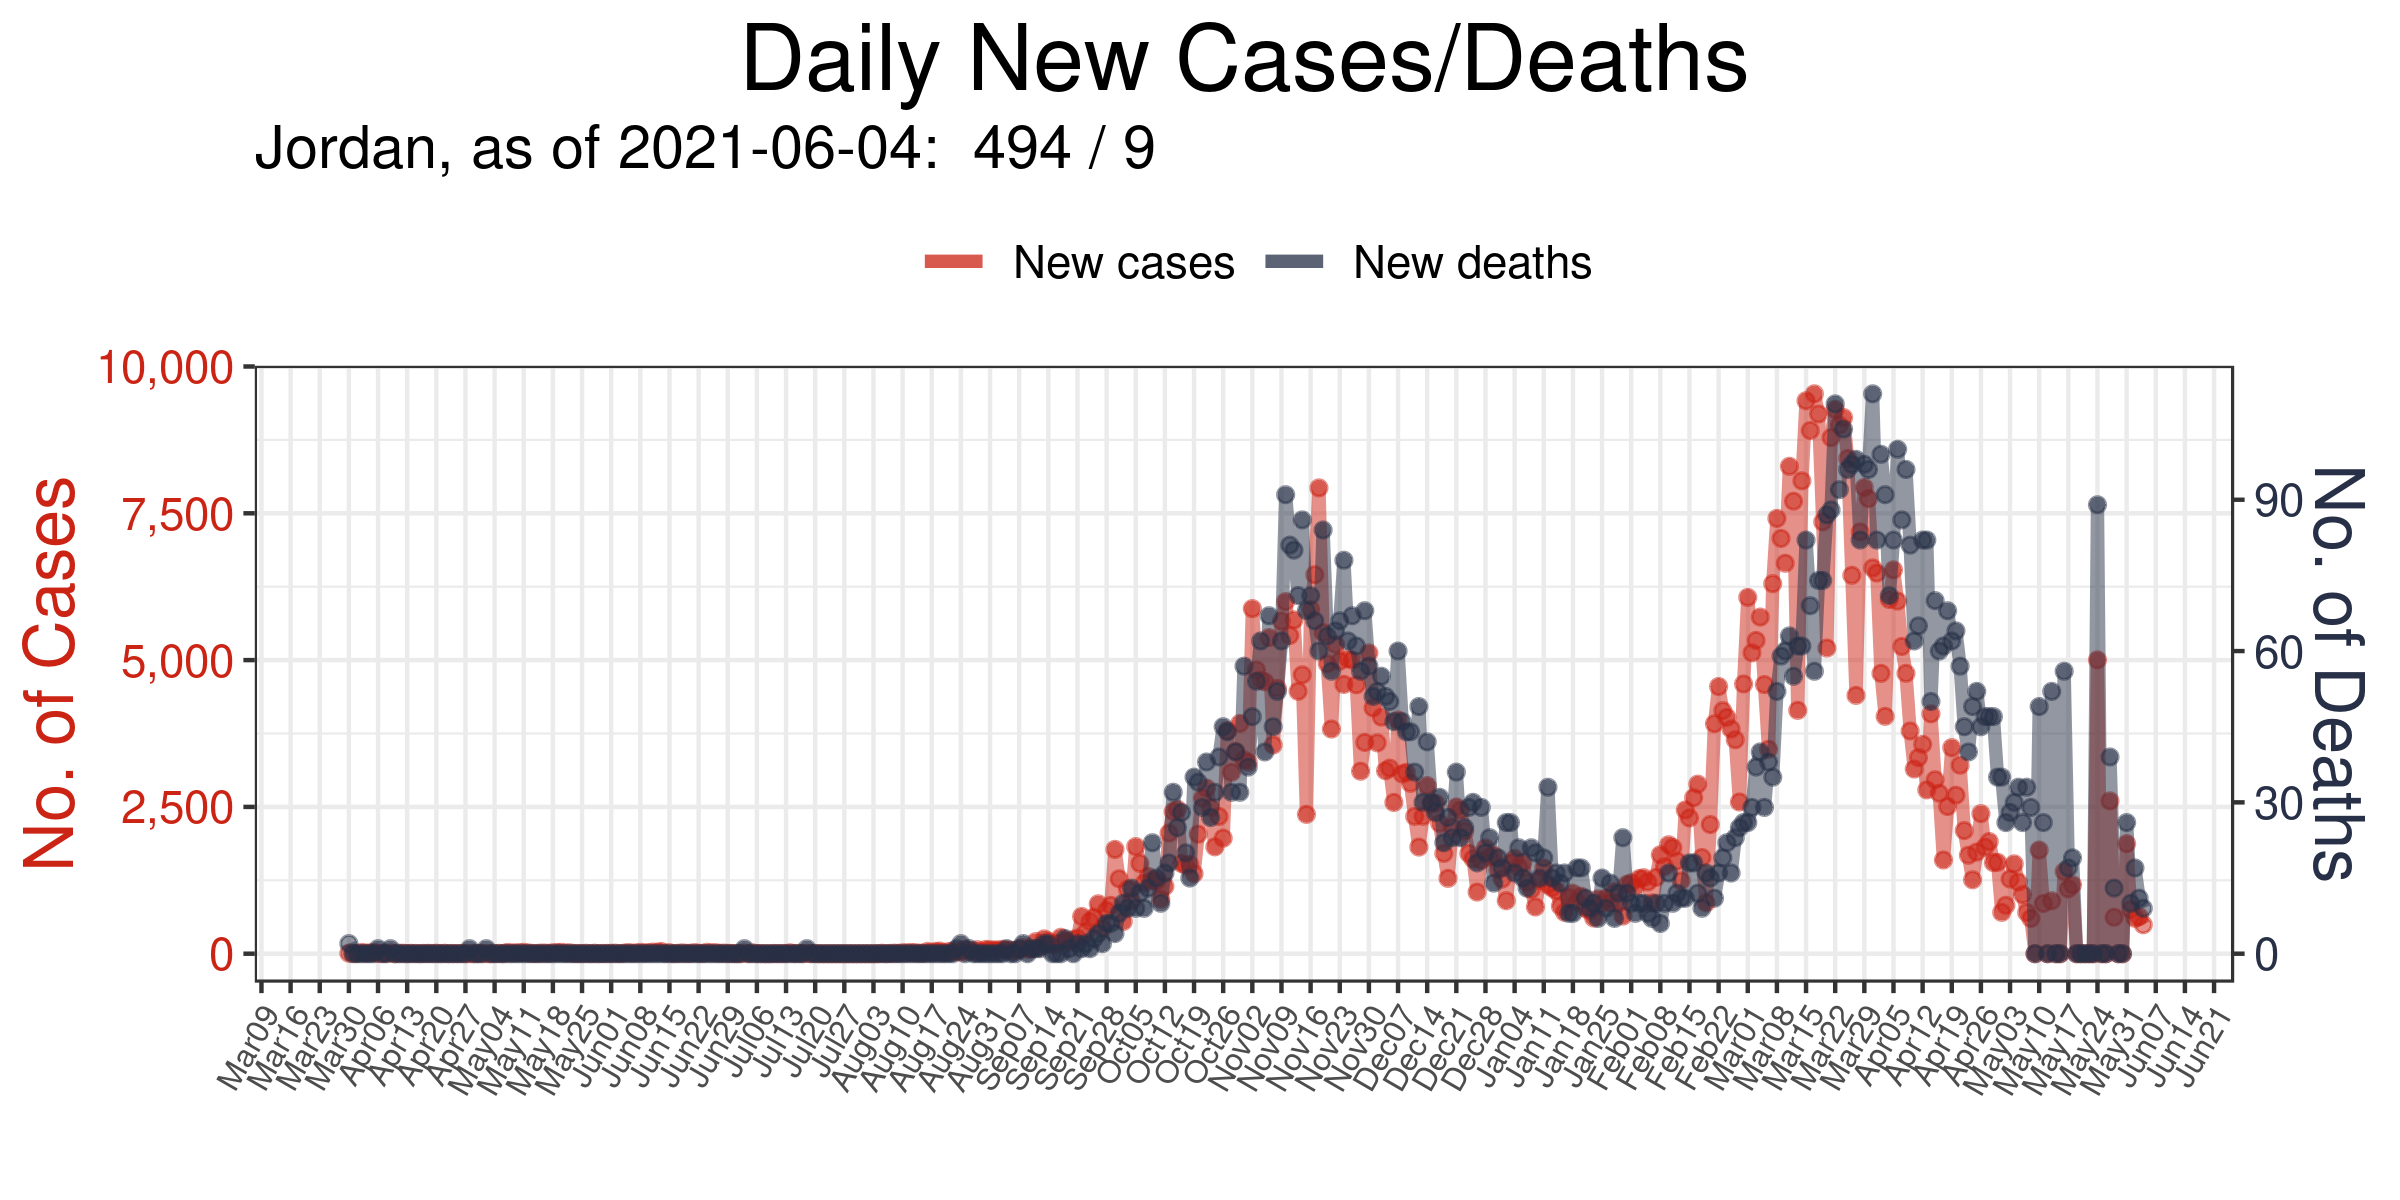 Daily New Cases/Deaths
Jordan, as of 2021-06-04:  494 / 9
New cases
New deaths
No. of Cases
10,000
7,500
5,000
2,500
0
90
60
30
0
No. of Deaths
Mar09
Mar16
Mar23
Mar30
Apr06
Apr13
Apr20
Apr27
May04
May11
May18
May25
Jun01
Jun08
Jun15
Jun22
Jun29
Jul06
Jul13
Jul20
Jul27
Aug03
Aug10
Aug17
Aug24
Aug31
Sep07
Sep14
Sep21
Sep28
Oct05
Oct12
Oct19
Oct26
Nov02
Nov09
Nov16
Nov23
Nov30
Dec07
Dec14
Dec21
Dec28
Jan04
Jan11
Jan18
Jan25
Feb01
Feb08
Feb15
Feb22
Mar01
Mar08
Mar15
Mar22
Mar29
Apr05
Apr12
Apr19
Apr26
May03
May10
May17
May24
May31
Jun07
Jun14
Jun21